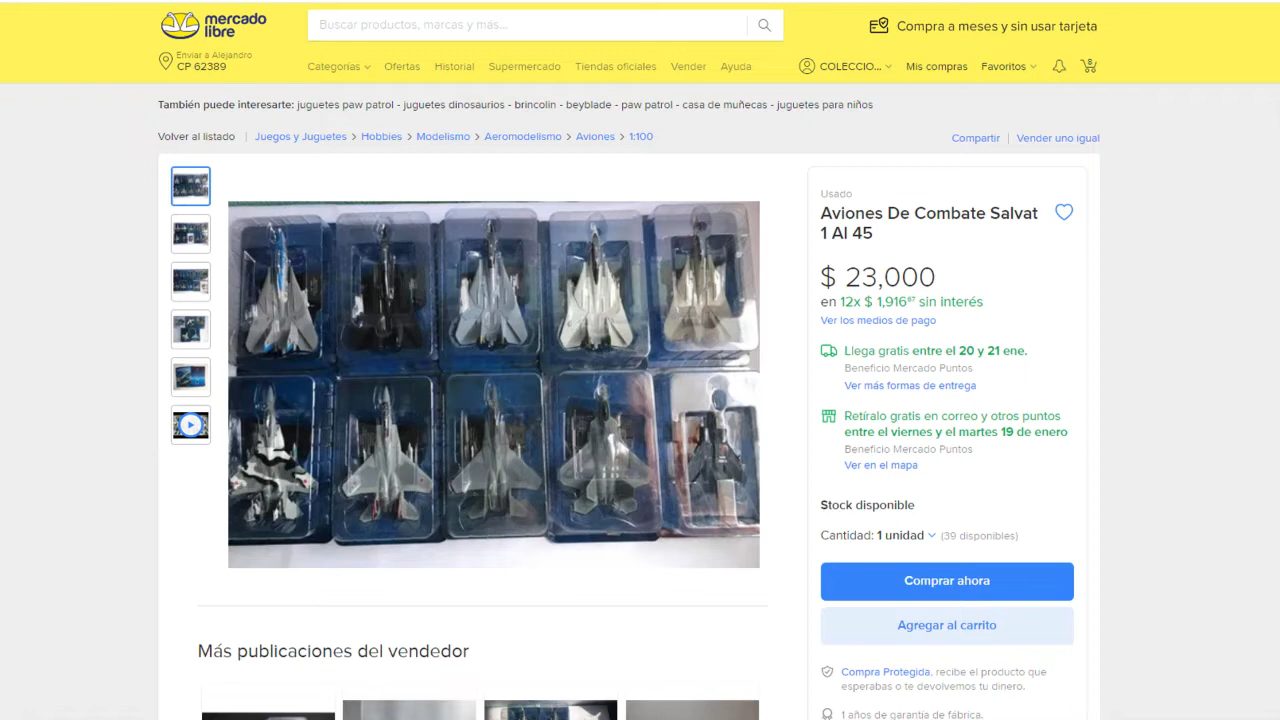 mercado
libre
Buscar productos, marcas y más...
Compra a meses y sin usar tarjeta
Enviar a Alejandro
CP 62389
Categorías Ofertas Historial Supermercado Tiendas oficiales Vender Ayuda
COLECCIO... Mis compras Favoritos 8
También puede interesarte: juguetes paw patrol - juguetes dinosaurios - brincolin - beyblade - paw patrol - casa de muñecas - juguetes para niños
Volver al listado | Juegos y Juguetes > Hobbies > Modelismo > Aeromodelismo > Aviones > 1:100
Compartir | Vender uno igual
Usado
Aviones De Combate Salvat
1 Al 45
$ 23,000
en 12x $ 1,916⁶⁷ sin interés
Ver los medios de pago
Llega gratis entre el 20 y 21 ene.
Beneficio Mercado Puntos
Ver más formas de entrega
Retíralo gratis en correo y otros puntos
entre el viernes y el martes 19 de enero
Beneficio Mercado Puntos
Ver en el mapa
Stock disponible
Cantidad: 1 unidad (39 disponibles)
Comprar ahora
Agregar al carrito
Compra Protegida, recibe el producto que
esperabas o te devolvemos tu dinero.
1 años de garantía de fábrica.
Más publicaciones del vendedor